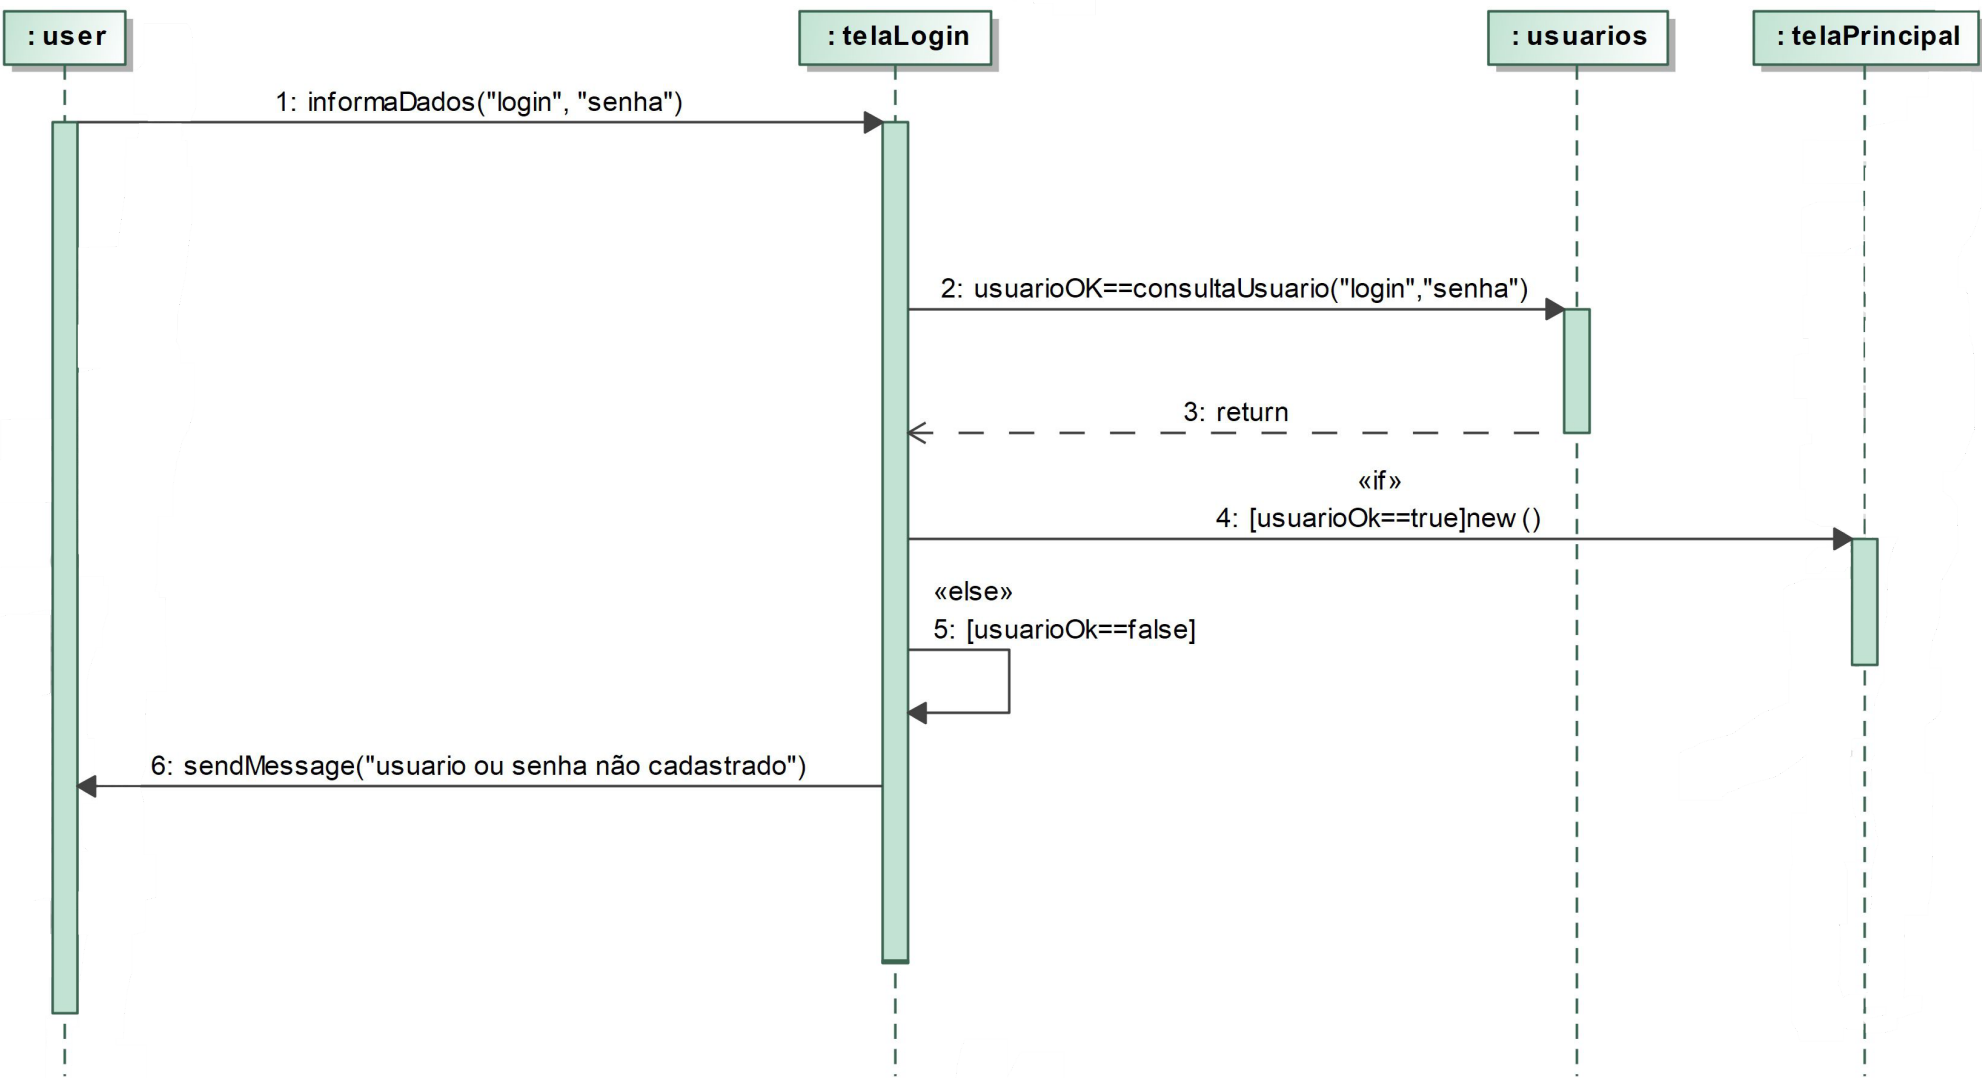 : user
: telaLogin
: usuarios
: telaPrincipal
1: informaDados("login", "senha")
2: usuarioOK==consultaUsuario("login","senha")
3: return
«if»
4: [usuarioOk==true]new ()
«else»
5: [usuarioOk==false]
6: sendMessage("usuario ou senha não cadastrado")